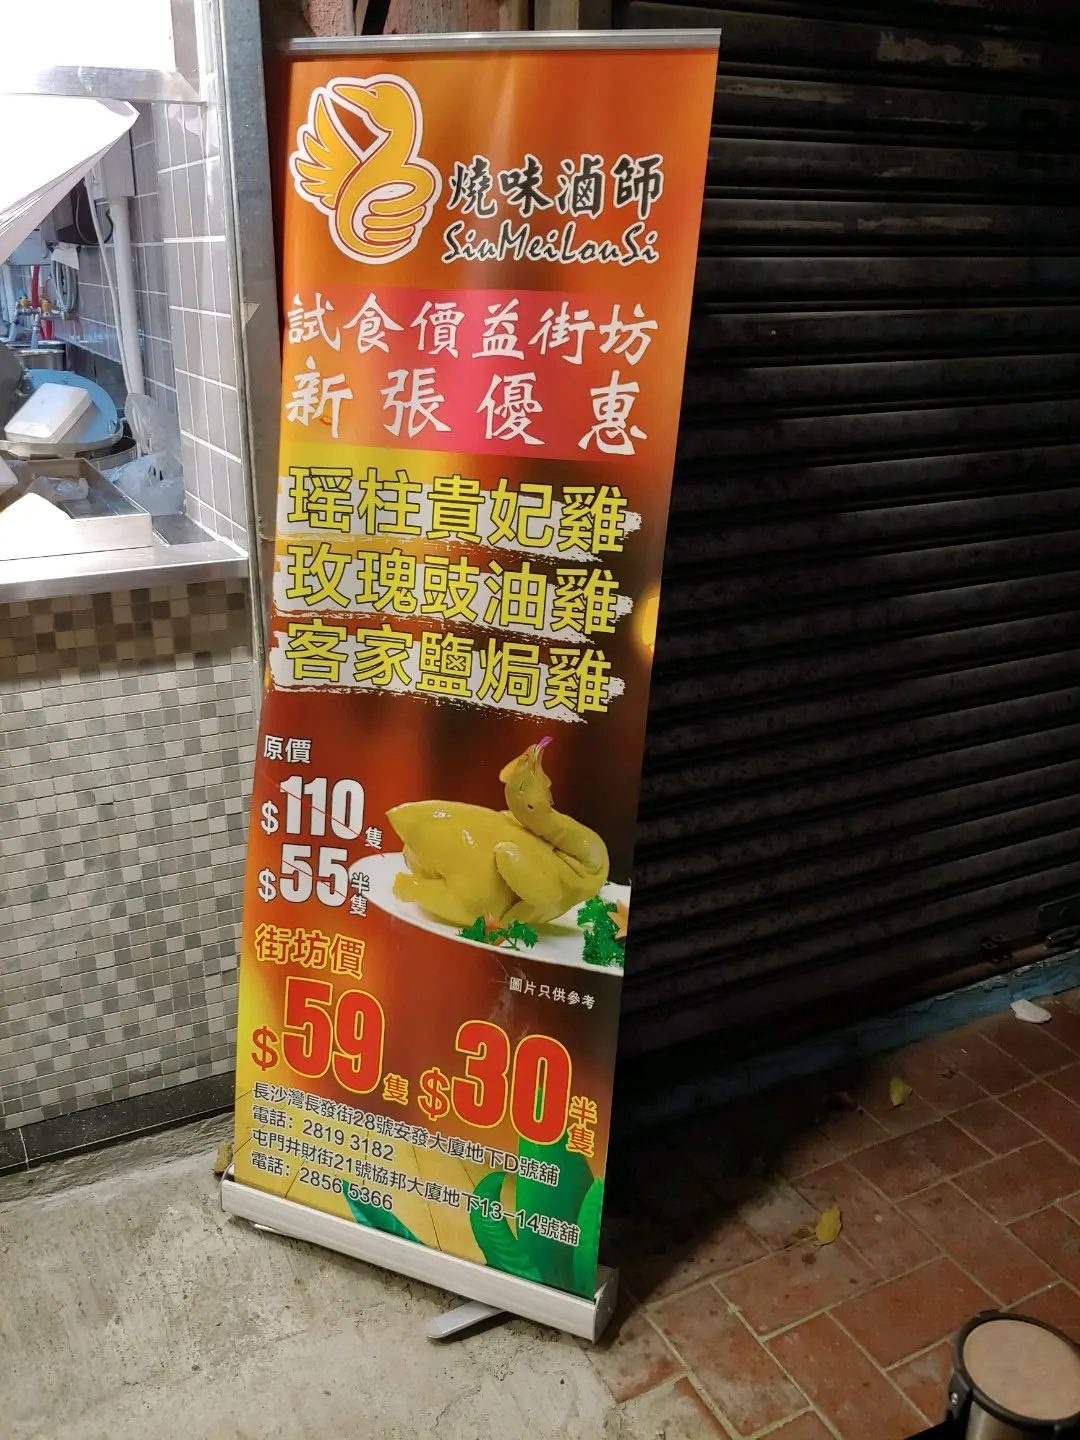 燒味滷師
SiuMeiLouSi
試食價益街坊
新張優惠
瑶柱貴妃雞
玫瑰豉油雞
客家鹽焗雞
原價
$110隻
$55半隻
圖片只供參考
街坊價
$59隻 $30半隻
長沙灣長發街28號安發大廈地下D號舖
電話：2819 3182
屯門井財街21號協邦大廈地下13-14號舖
電話：2856 5366